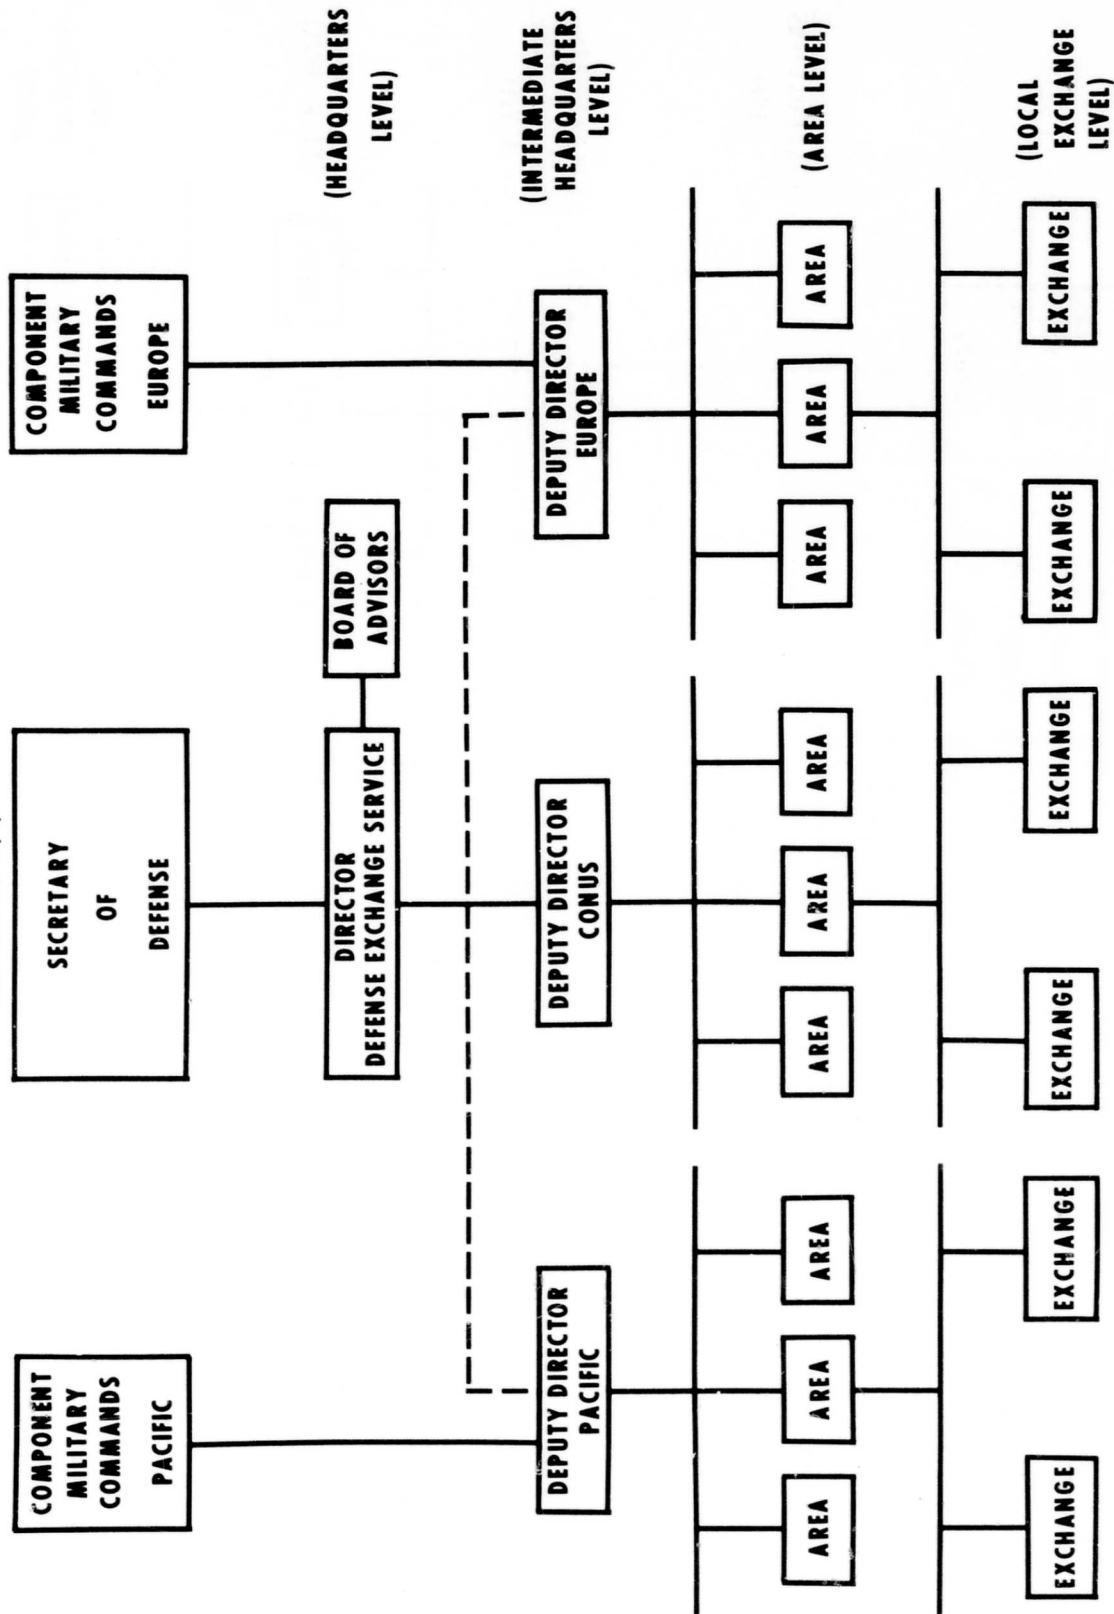 COMPONENT
MILITARY
COMMANDS
PACIFIC
SECRETARY
OF
DEFENSE
COMPONENT
MILITARY
COMMANDS
EUROPE
DIRECTOR
DEFENSE EXCHANGE SERVICE
BOARD OF
ADVISORS
(HEADQUARTERS
LEVEL)
DEPUTY DIRECTOR
PACIFIC
DEPUTY DIRECTOR
CONUS
DEPUTY DIRECTOR
EUROPE
(INTERMEDIATE
HEADQUARTERS
LEVEL)
AREA
AREA
AREA
AREA
AREA
AREA
AREA
AREA
AREA
(AREA LEVEL)
EXCHANGE
EXCHANGE
EXCHANGE
EXCHANGE
EXCHANGE
EXCHANGE
(LOCAL
EXCHANGE
LEVEL)